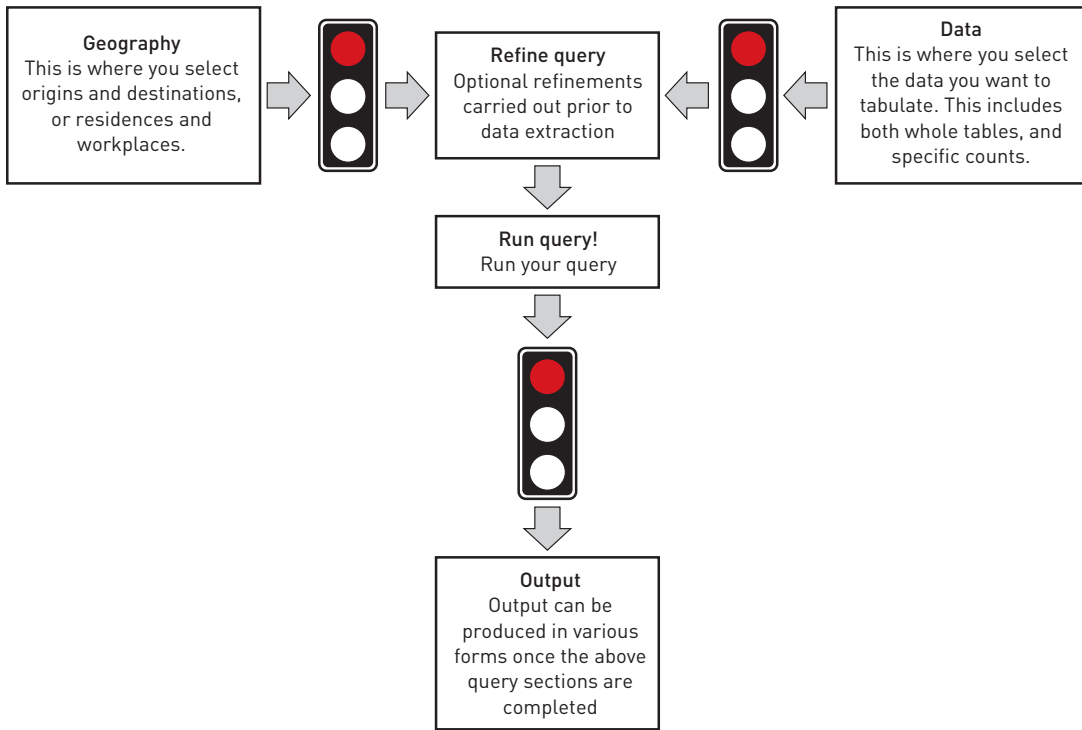 Geography
This is where you select
origins and destinations,
or residences and
workplaces.
Refine query
Optional refinements
carried out prior to
data extraction
Data
This is where you select
the data you want to
tabulate. This includes
both whole tables, and
specific counts.
Run query!
Run your query
Output
Output can be
produced in various
forms once the above
query sections are
completed